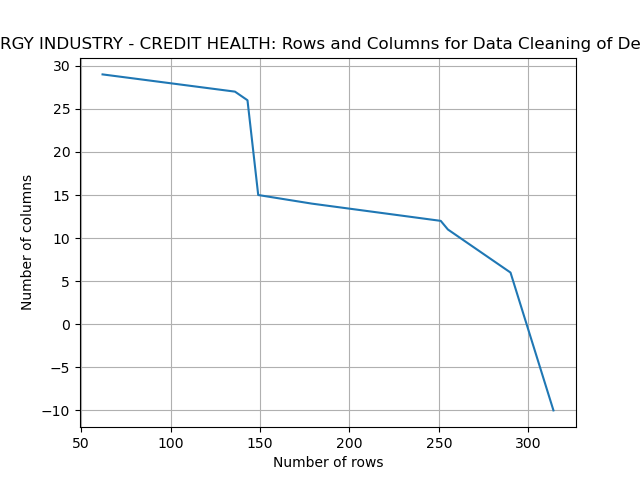 RGY INDUSTRY - CREDIT HEALTH: Rows and Columns for Data Cleaning of De
30
25
20
15
10
5
0
−5
−10
Number of columns
50 100 150 200 250 300
Number of rows